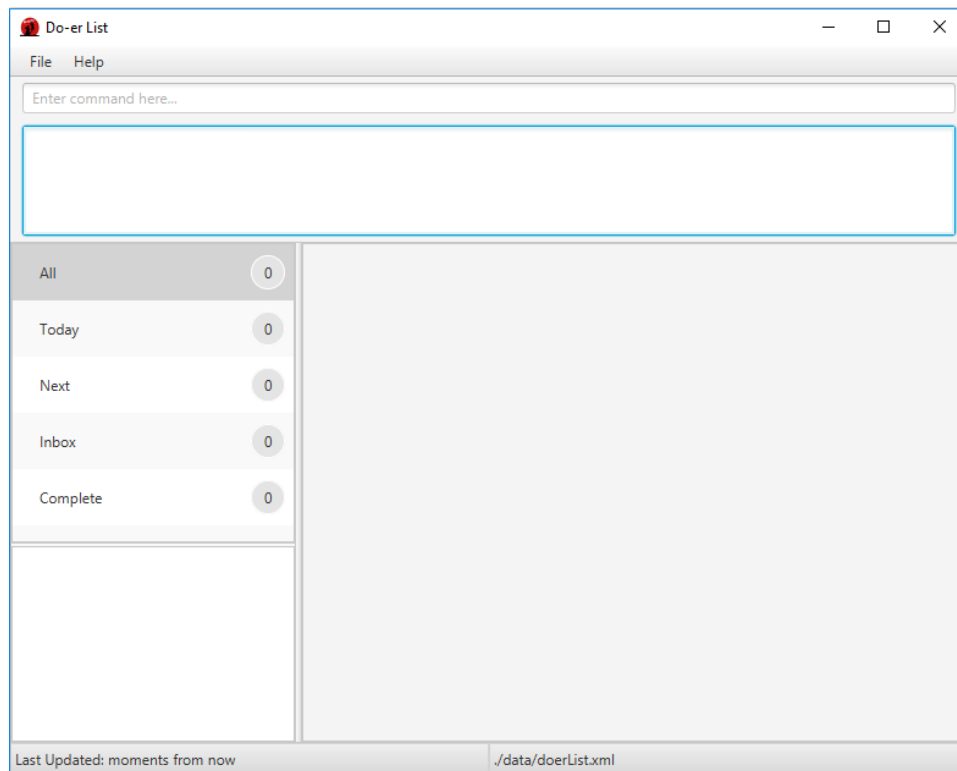 Do-er List
File Help
Enter command here...
All 0
Today 0
Next 0
Inbox 0
Complete 0
Last Updated: moments from now ./data/doerList.xml